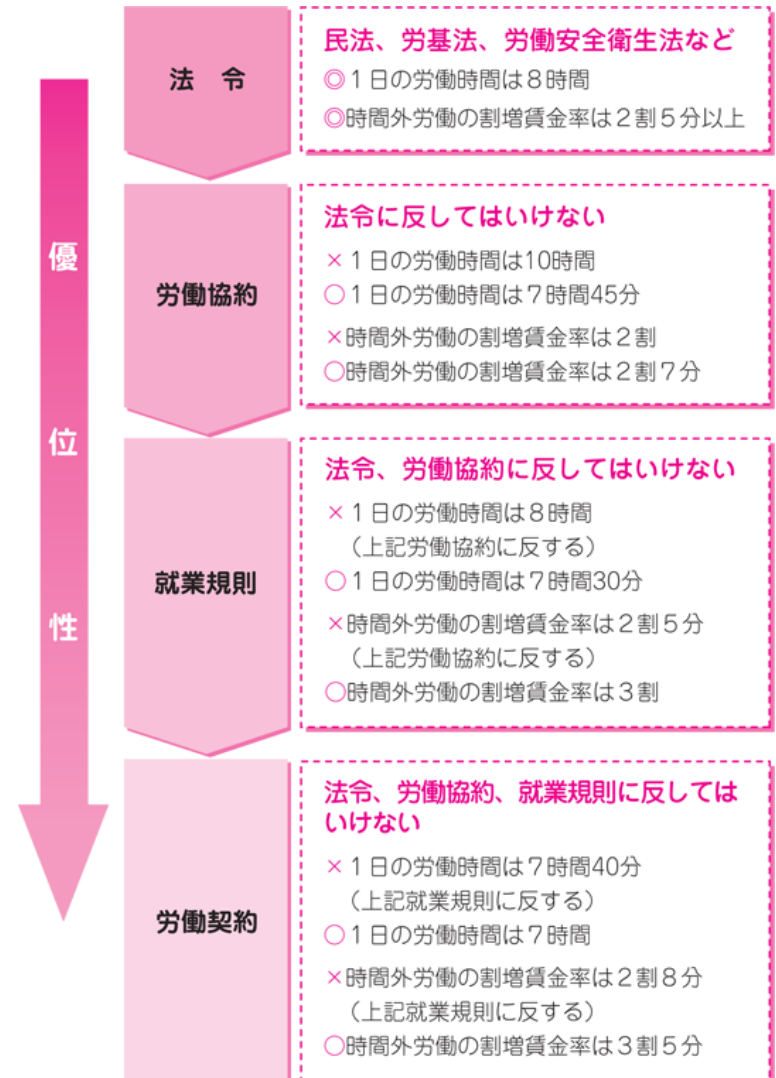 優位性
法　令
民法、労基法、労働安全衛生法など
◎１日の労働時間は８時間
◎時間外労働の割増賃金率は２割５分以上
労働協約
法令に反してはいけない
×１日の労働時間は10時間
○１日の労働時間は７時間45分
×時間外労働の割増賃金率は２割
○時間外労働の割増賃金率は２割７分
就業規則
法令、労働協約に反してはいけない
×１日の労働時間は８時間
（上記労働協約に反する）
○１日の労働時間は７時間30分
×時間外労働の割増賃金率は２割５分
（上記労働協約に反する）
○時間外労働の割増賃金率は３割
労働契約
法令、労働協約、就業規則に反しては
いけない
×１日の労働時間は７時間40分
（上記就業規則に反する）
○１日の労働時間は７時間
×時間外労働の割増賃金率は２割８分
（上記就業規則に反する）
○時間外労働の割増賃金率は３割５分